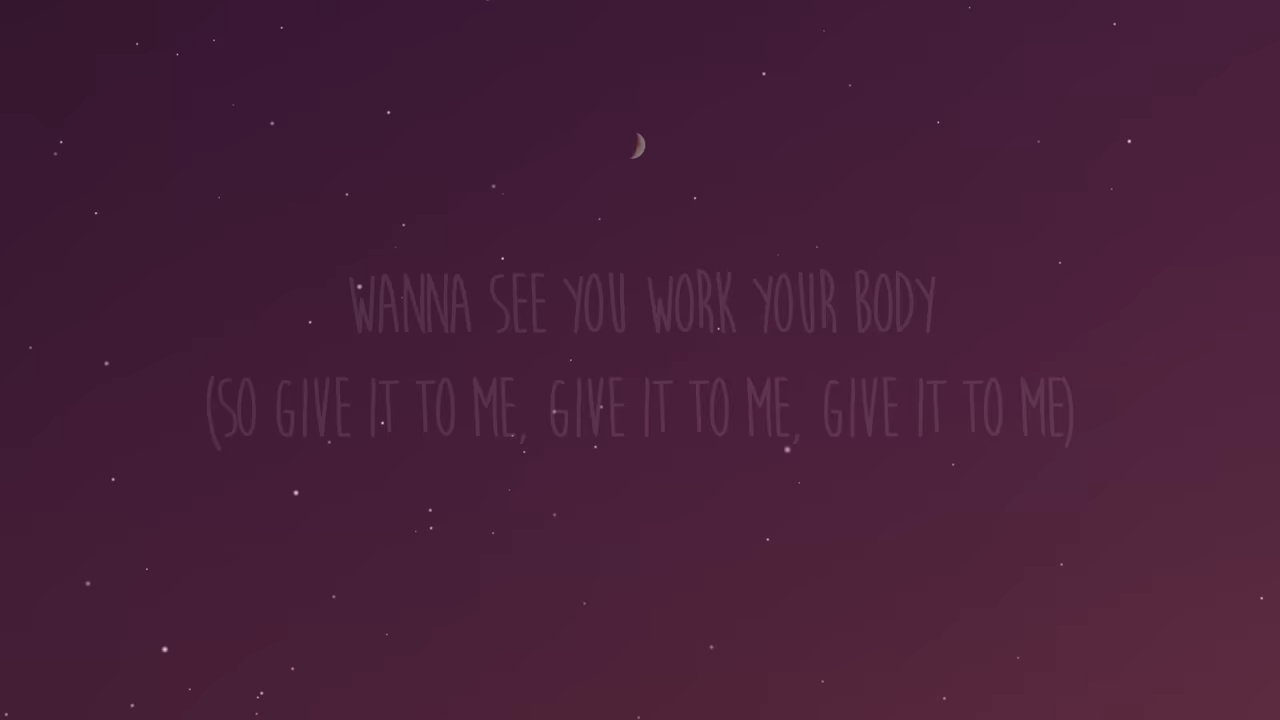 WANNA SEE YOU WORK YOUR BODY
(SO GIVE IT TO ME, GIVE IT TO ME, GIVE IT TO ME)